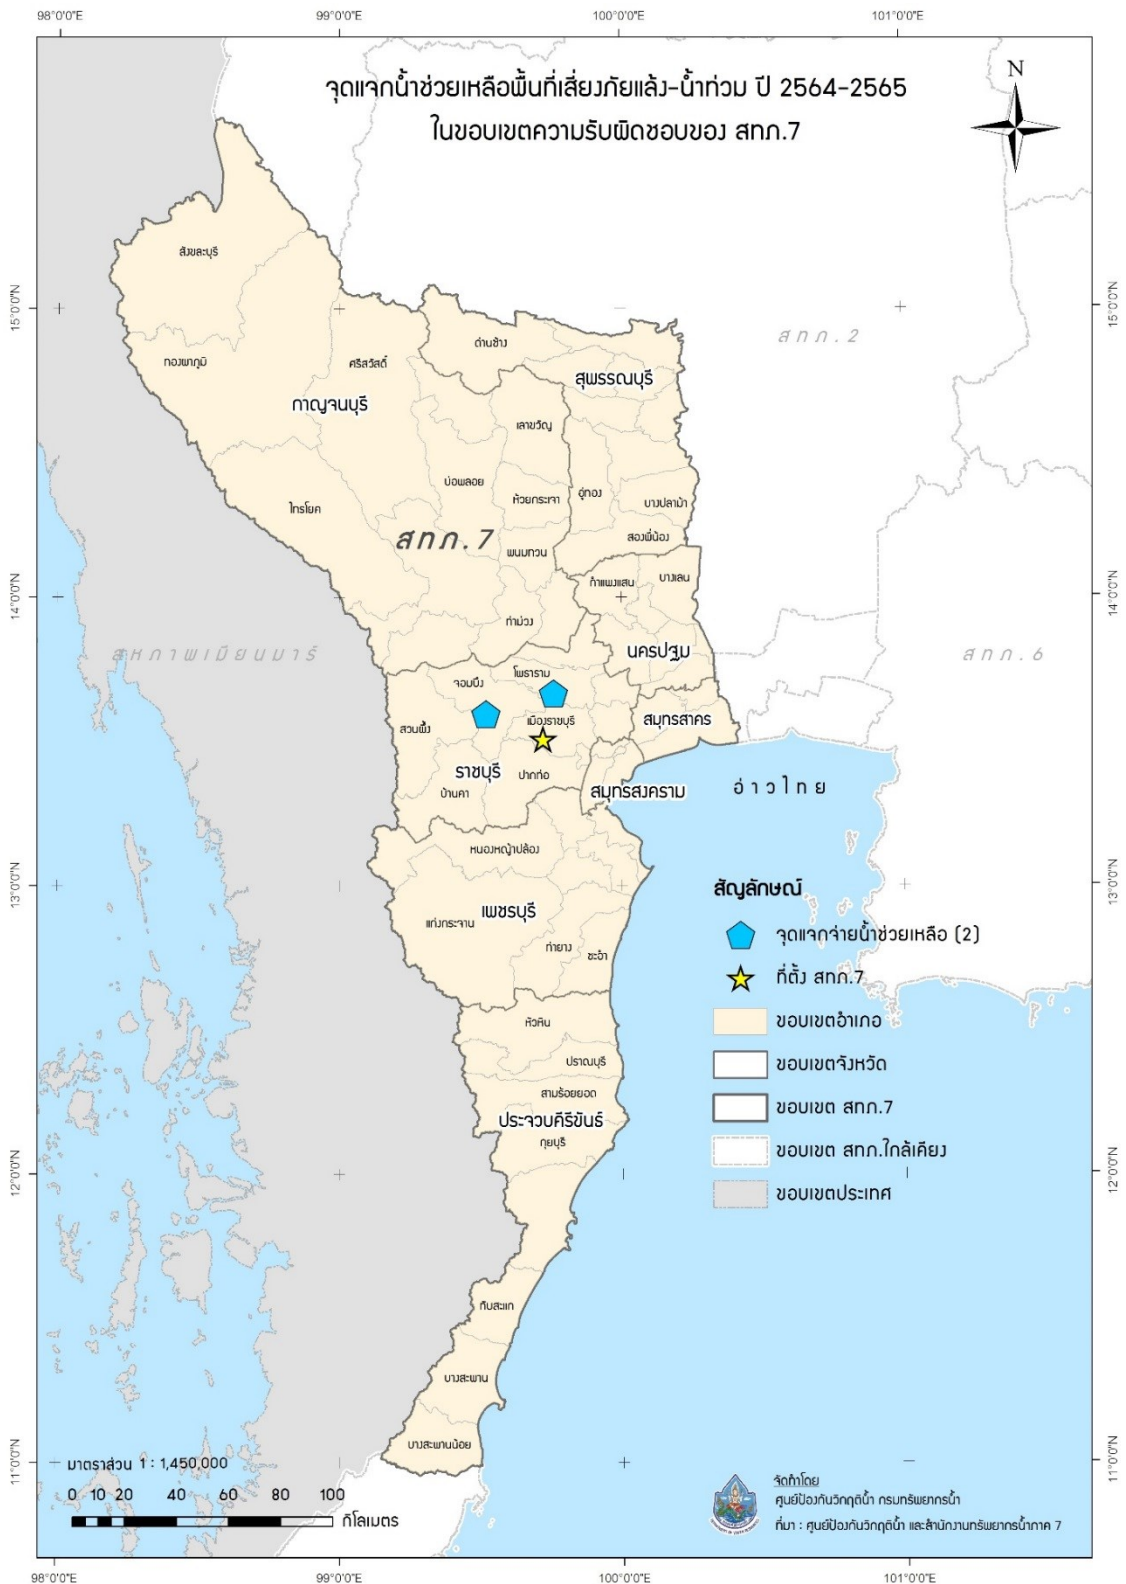 98°0'0"E 99°0'0"E 100°0'0"E 101°0'0"E
จุดแจกน้ำช่วยเหลือพื้นที่เสี่ยงภัยแล้ง-น้ำท่วม ปี 2564-2565
ในขอบเขตความรับผิดชอบของ สทภ.7
N
สังขละบุรี
15°0'0"N 15°0'0"N
สทภ.2
ด่านช้าง
ทองผาภูมิ
ศรีสวัสดิ์
สุพรรณบุรี
กาญจนบุรี
เลาขวัญ
บ่อพลอย
ห้วยกระเจา
อู่ทอง
บางปลาม้า
ไทรโยค
สองพี่น้อง
สทภ.7
พนมทวน
กำแพงแสน
บางเลน
14°0'0"N 14°0'0"N
ท่าม่วง
สหภาพเมียนมาร์
นครปฐม
สทภ.6
โพธาราม
จอมบึง
สวนผึ้ง
เมืองราชบุรี
สมุทรสาคร
ราชบุรี
ปากท่อ
บ้านคา
สมุทรสงคราม
อ่าวไทย
หนองหญ้าปล้อง
13°0'0"N 13°0'0"N
สัญลักษณ์
เพชรบุรี
แก่งกระจาน
ท่ายาง
ชะอำ
จุดแจกจ่ายน้ำช่วยเหลือ (2)
ที่ตั้ง สทภ.7
หัวหิน
ขอบเขตอำเภอ
ปราณบุรี
ขอบเขตจังหวัด
สามร้อยยอด
ขอบเขต สทภ.7
ประจวบคีรีขันธ์
กุยบุรี
ขอบเขต สทภ.ใกล้เคียง
12°0'0"N 12°0'0"N
ขอบเขตประเทศ
ทับสะแก
บางสะพาน
บางสะพานน้อย
11°0'0"N 11°0'0"N
มาตราส่วน 1 : 1,450,000
0 10 20 40 60 80 100
กิโลเมตร
จัดทำโดย
ศูนย์ป้องกันวิกฤติน้ำ กรมทรัพยากรน้ำ
ที่มา : ศูนย์ป้องกันวิกฤติน้ำ และสำนักงานทรัพยากรน้ำภาค 7
98°0'0"E 99°0'0"E 100°0'0"E 101°0'0"E